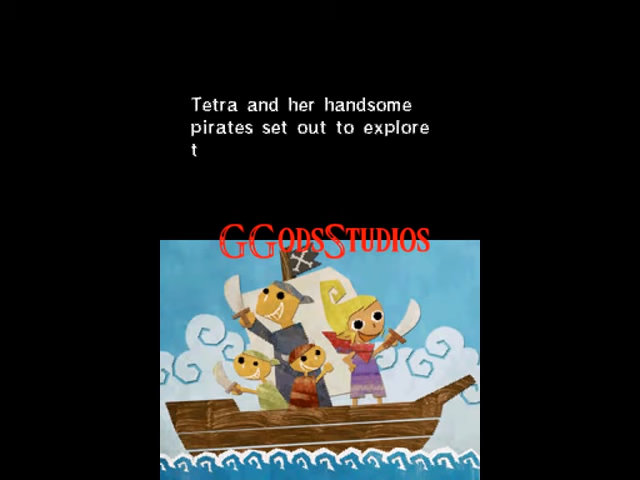 Tetra and her handsome
pirates set out to explore
t
GGodsStudios